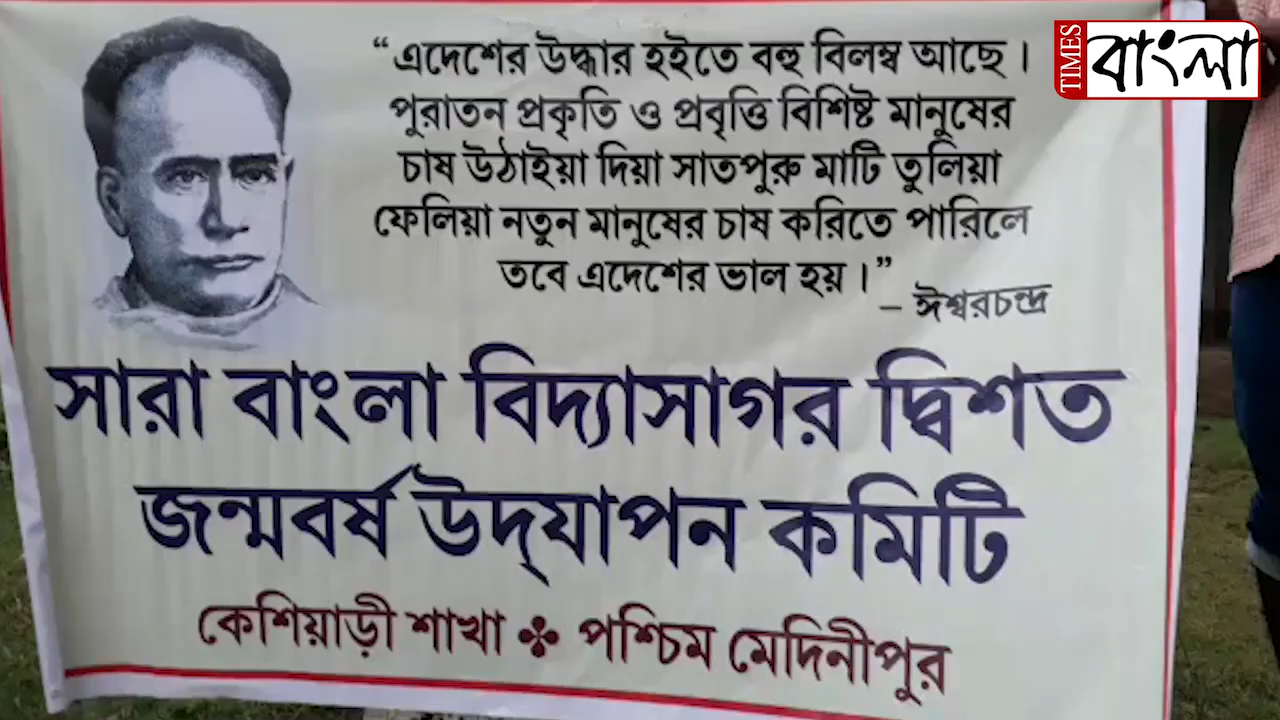 TIMES বাংলা
“ এদেশের উদ্ধার হইতে বহু বিলম্ব আছে ।
পুরাতন প্রকৃতি ও প্রবৃত্তি বিশিষ্ট মানুষের
চাষ উঠাইয়া দিয়া সাতপুরু মাটি তুলিয়া
ফেলিয়া নতুন মানুষের চাষ করিতে পারিলে
তবে এদেশের ভাল হয় ।”
– ঈশ্বরচন্দ্র
সারা বাংলা বিদ্যাসাগর দ্বিশত
জন্মবর্ষ উদ্‌যাপন কমিটি
কেশিয়াড়ী শাখা ✤ পশ্চিম মেদিনীপুর